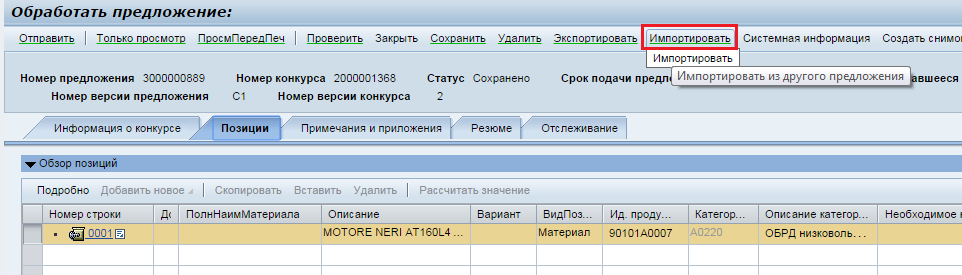 Обработать предложение:
Отправить Только просмотр ПросмПередПеч Проверить Закрыть Сохранить Удалить Экспортировать Импортировать Системная информация Создать снимо
Импортировать
Импортировать из другого предложения
Номер предложения 3000000889 Номер конкурса 2000001368 Статус Сохранено Срок подачи предл авшееся
Номер версии предложения C1 Номер версии конкурса 2
Информация о конкурсе Позиции Примечания и приложения Резюме Отслеживание
Обзор позиций
Подробно Добавить новое Скопировать Вставить Удалить Рассчитать значение
Номер строки До ПолнНаимМатериала Описание Вариант ВидПоз... Ид. проду... Категор... Описание категор... Необходимое к
0001 MOTORE NERI AT160L4 ... Материал 90101A0007 A0220 ОБРД низковоль...